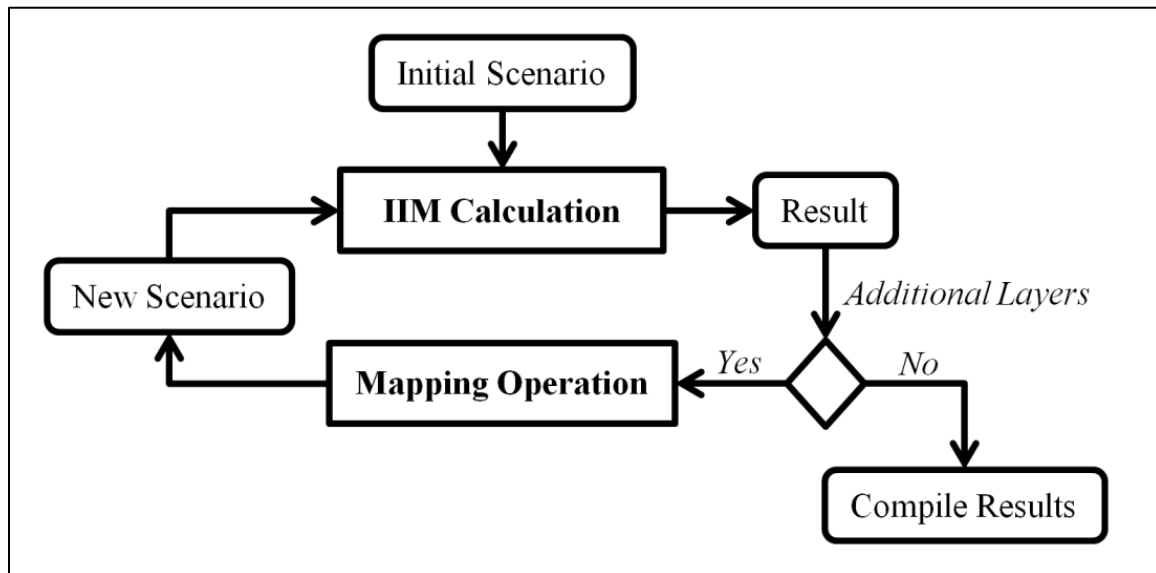 Initial Scenario
IIM Calculation
Result
New Scenario
Additional Layers
Mapping Operation
Yes
No
Compile Results